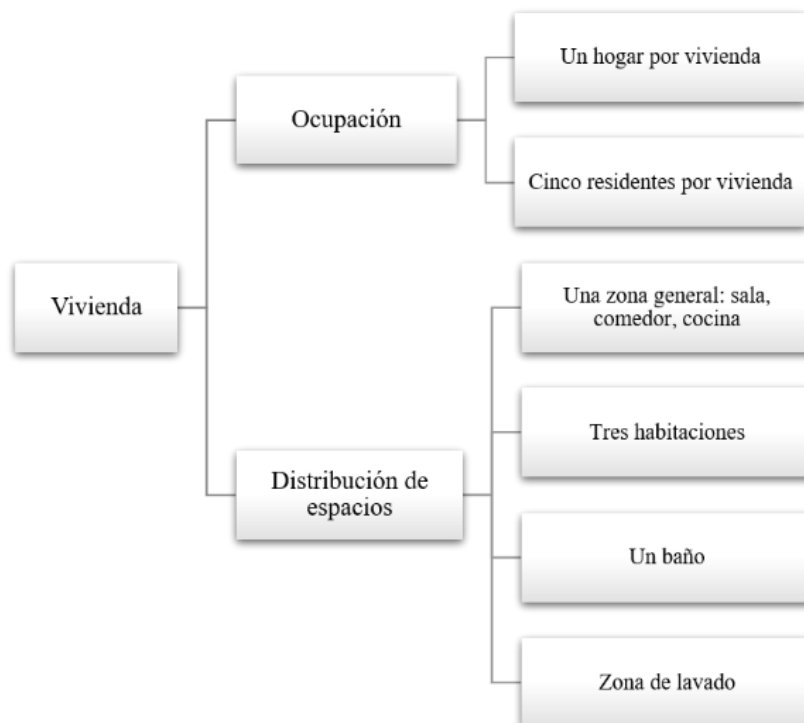 Vivienda
Ocupación
Un hogar por vivienda
Cinco residentes por vivienda
Distribución de
espacios
Una zona general: sala,
comedor, cocina
Tres habitaciones
Un baño
Zona de lavado